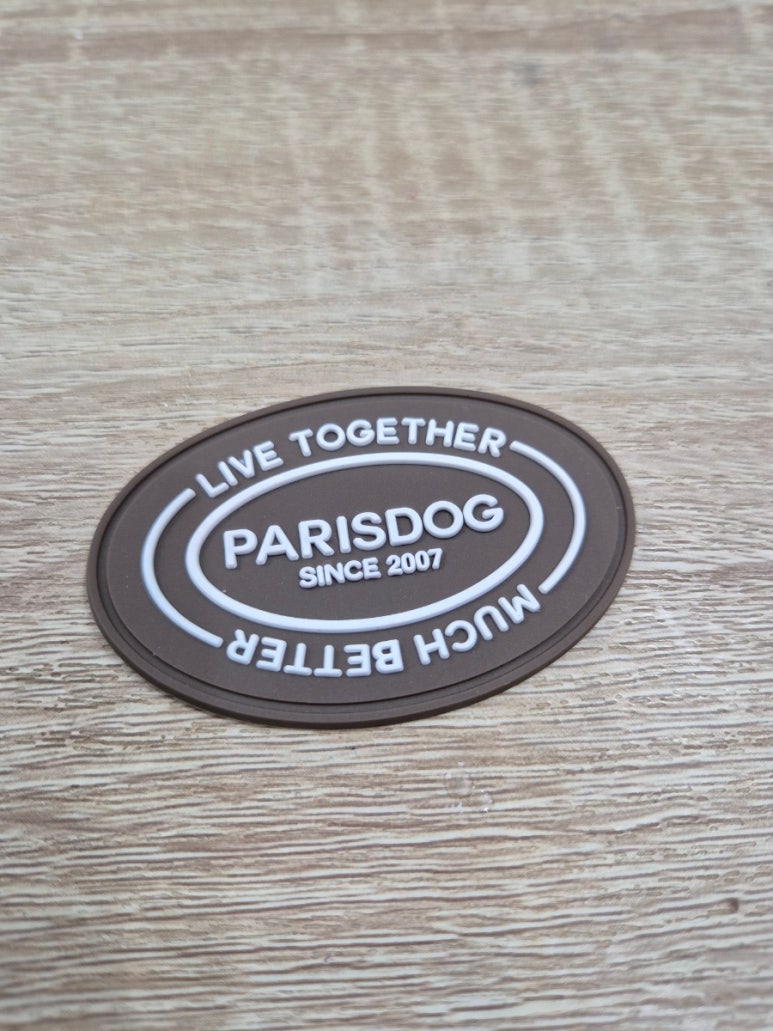 LIVE TOGETHER
PARISDOG
SINCE 2007
MUCH BETTER